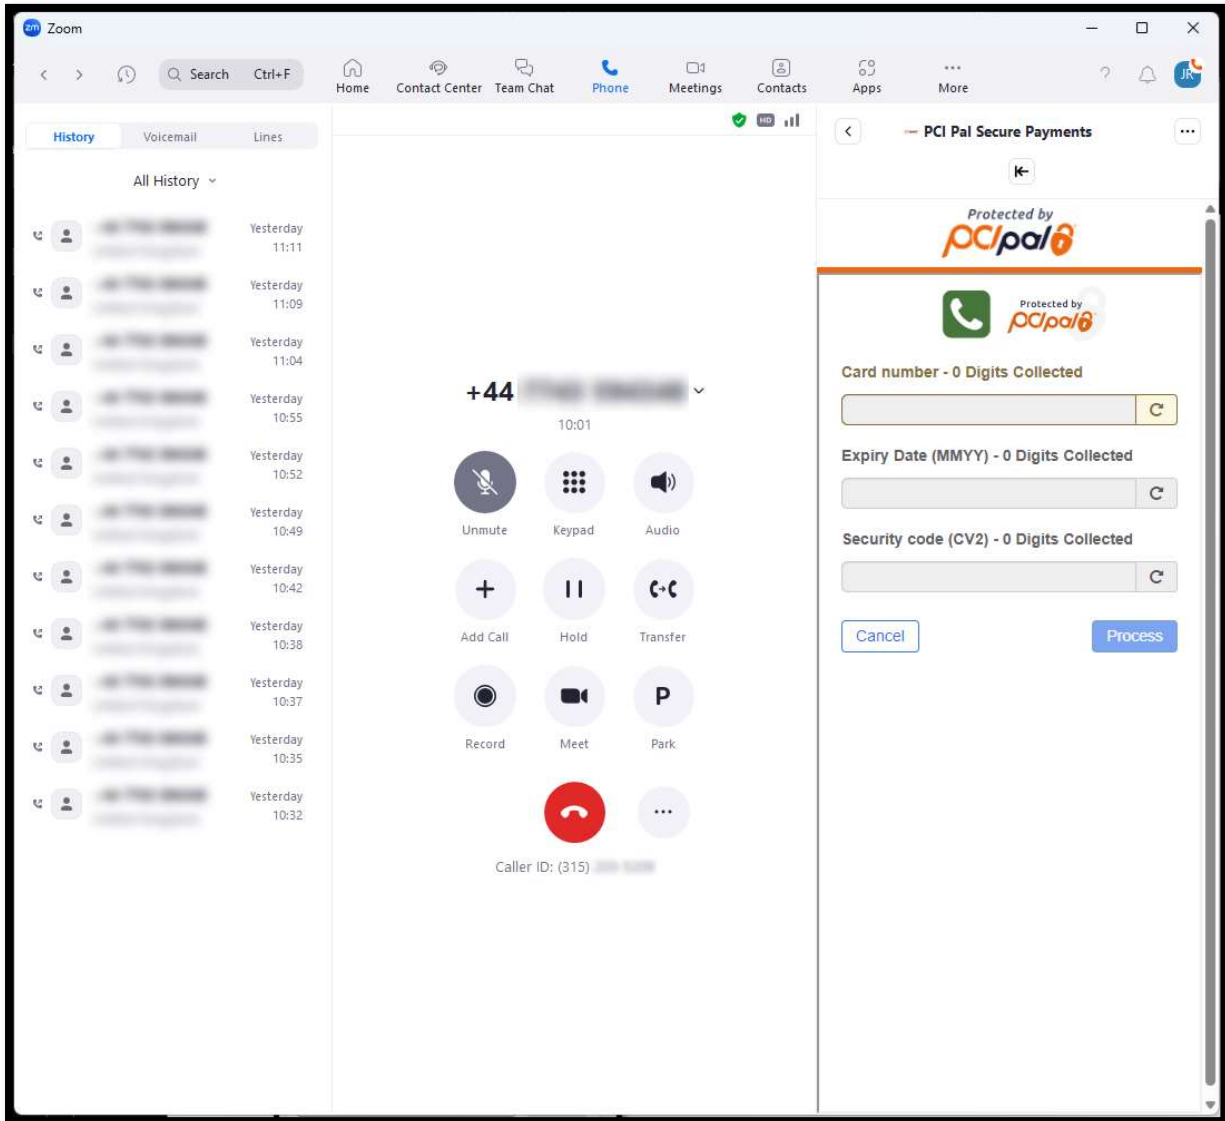 zm Zoom
Search Ctrl+F
Home
Contact Center
Team Chat
Phone
Meetings
Contacts
Apps
More
?
JR
History
Voicemail
Lines
All History
Yesterday
11:11
Yesterday
11:09
Yesterday
11:04
Yesterday
10:55
Yesterday
10:52
Yesterday
10:49
Yesterday
10:42
Yesterday
10:38
Yesterday
10:37
Yesterday
10:35
Yesterday
10:32
HD
+44
10:01
Unmute
Keypad
Audio
Add Call
Hold
Transfer
Record
Meet
P
Park
Caller ID: (315)
PCI Pal Secure Payments
Protected by
PCIpal
Protected by
PCIpal
Card number - 0 Digits Collected
Expiry Date (MMYY) - 0 Digits Collected
Security code (CV2) - 0 Digits Collected
Cancel
Process